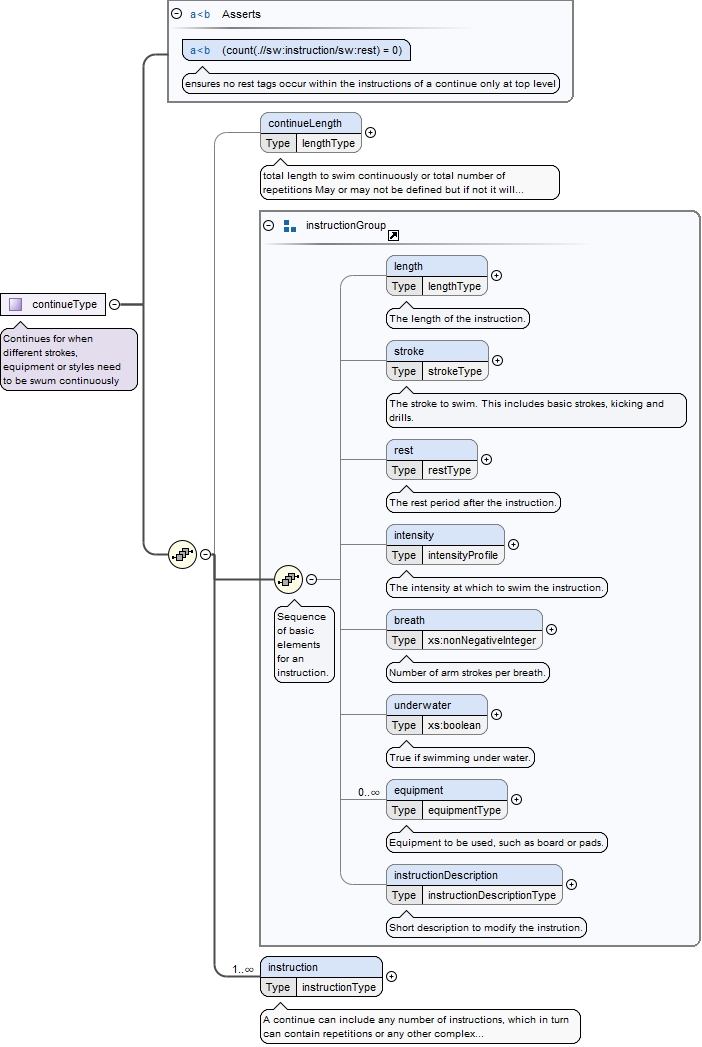 a<b Asserts
a<b (count(.//sw:instruction/sw:rest) = 0)
ensures no rest tags occur within the instructions of a continue only at top level
continueLength
Type lengthType
total length to swim continuously or total number of
repetitions May or may not be defined but if not it will...
instructionGroup
length
Type lengthType
The length of the instruction.
continueType
Continues for when
different strokes,
equipment or styles need
to be swum continuously
stroke
Type strokeType
The stroke to swim. This includes basic strokes, kicking and
drills.
rest
Type restType
The rest period after the instruction.
intensity
Type intensityProfile
The intensity at which to swim the instruction.
Sequence
of basic
elements
for an
instruction.
breath
Type xs:nonNegativeInteger
Number of arm strokes per breath.
underwater
Type xs:boolean
True if swimming under water.
0..∞
equipment
Type equipmentType
Equipment to be used, such as board or pads.
instructionDescription
Type instructionDescriptionType
Short description to modify the instrution.
1..∞
instruction
Type instructionType
A continue can include any number of instructions, which in turn
can contain repetitions or any other complex...